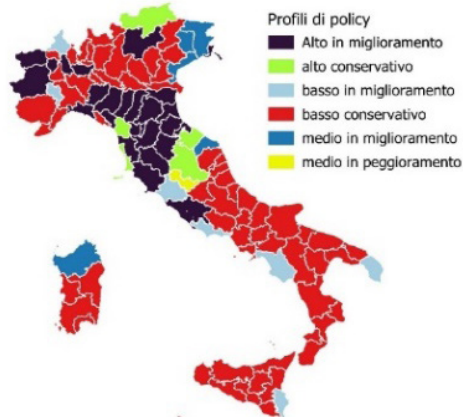 Profili di policy
Alto in miglioramento
alto conservativo
basso in miglioramento
basso conservativo
medio in miglioramento
medio in peggioramento